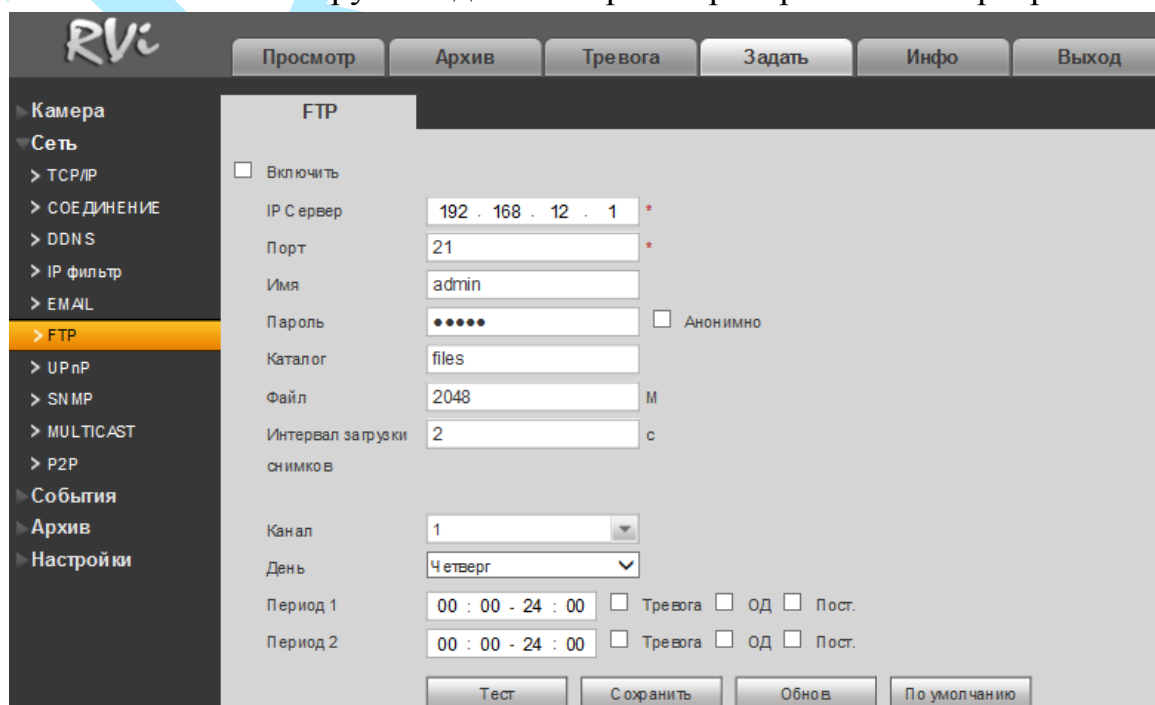 RVi
Просмотр Архив Тревога Задать Инфо Выход
Камера
Сеть
> TCP/IP
> СОЕДИНЕНИЕ
> DDNS
> IP фильтр
> EMAIL
> FTP
> UPnP
> SNMP
> MULTICAST
> P2P
События
Архив
Настройки
FTP
Включить
IP Сервер 192 . 168 . 12 . 1 *
Порт 21 *
Имя admin
Пароль ●●●●● Анонимно
Каталог files
Файл 2048 М
Интервал загрузки 2 с
снимков
Канал 1
День Четверг
Период 1 00 : 00 - 24 : 00 Тревога ОД Пост.
Период 2 00 : 00 - 24 : 00 Тревога ОД Пост.
Тест Сохранить Обнов. По умолчанию